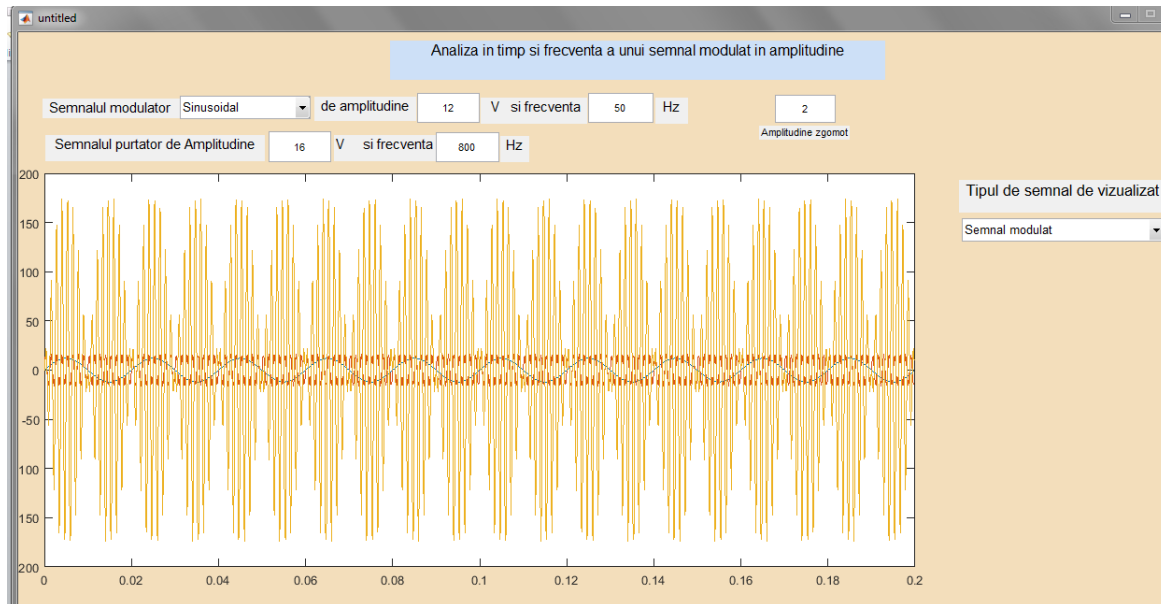 untitled
Analiza in timp si frecventa a unui semnal modulat in amplitudine
Semnalul modulator Sinusoidal de amplitudine 12 V si frecventa 50 Hz 2
Amplitudine zgomot
Semnalul purtator de Amplitudine 16 V si frecventa 800 Hz
Tipul de semnal de vizualizat
Semnal modulat
200
150
100
50
0
-50
100
150
200
0 0.02 0.04 0.06 0.08 0.1 0.12 0.14 0.16 0.18 0.2